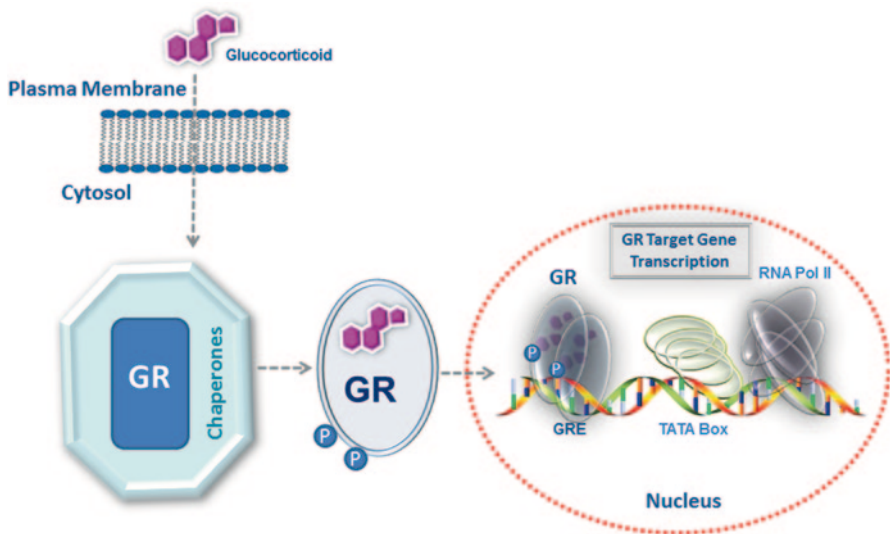 Glucocorticoid
Plasma Membrane
Cytosol
GR
Chaperones
GR
P
P
GR Target Gene
Transcription
GR
RNA Pol II
P
P
GRE
TATA Box
Nucleus